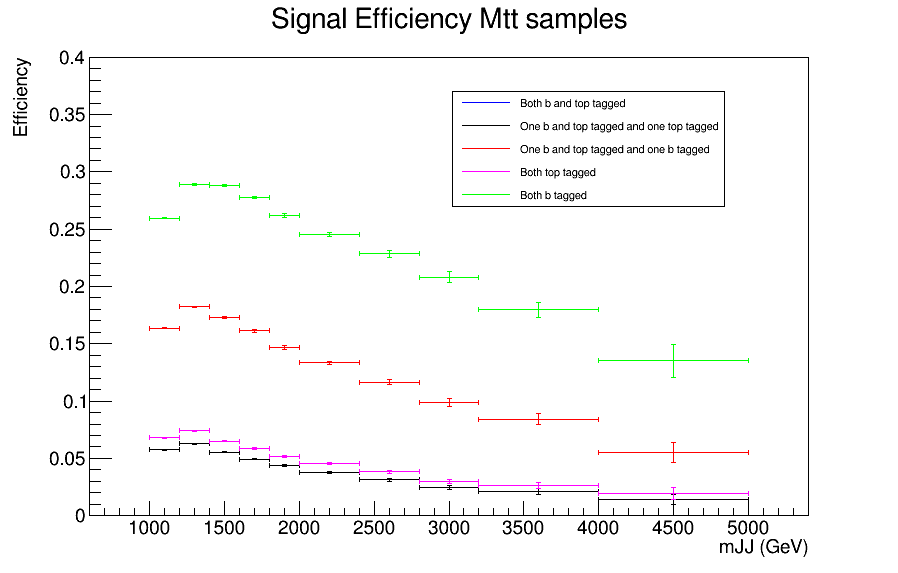 Signal Efficiency Mtt samples
Efficiency
0.4
0.35
0.3
0.25
0.2
0.15
0.1
0.05
0
Both b and top tagged
One b and top tagged and one top tagged
One b and top tagged and one b tagged
Both top tagged
Both b tagged
1000 1500 2000 2500 3000 3500 4000 4500 5000
mJJ (GeV)